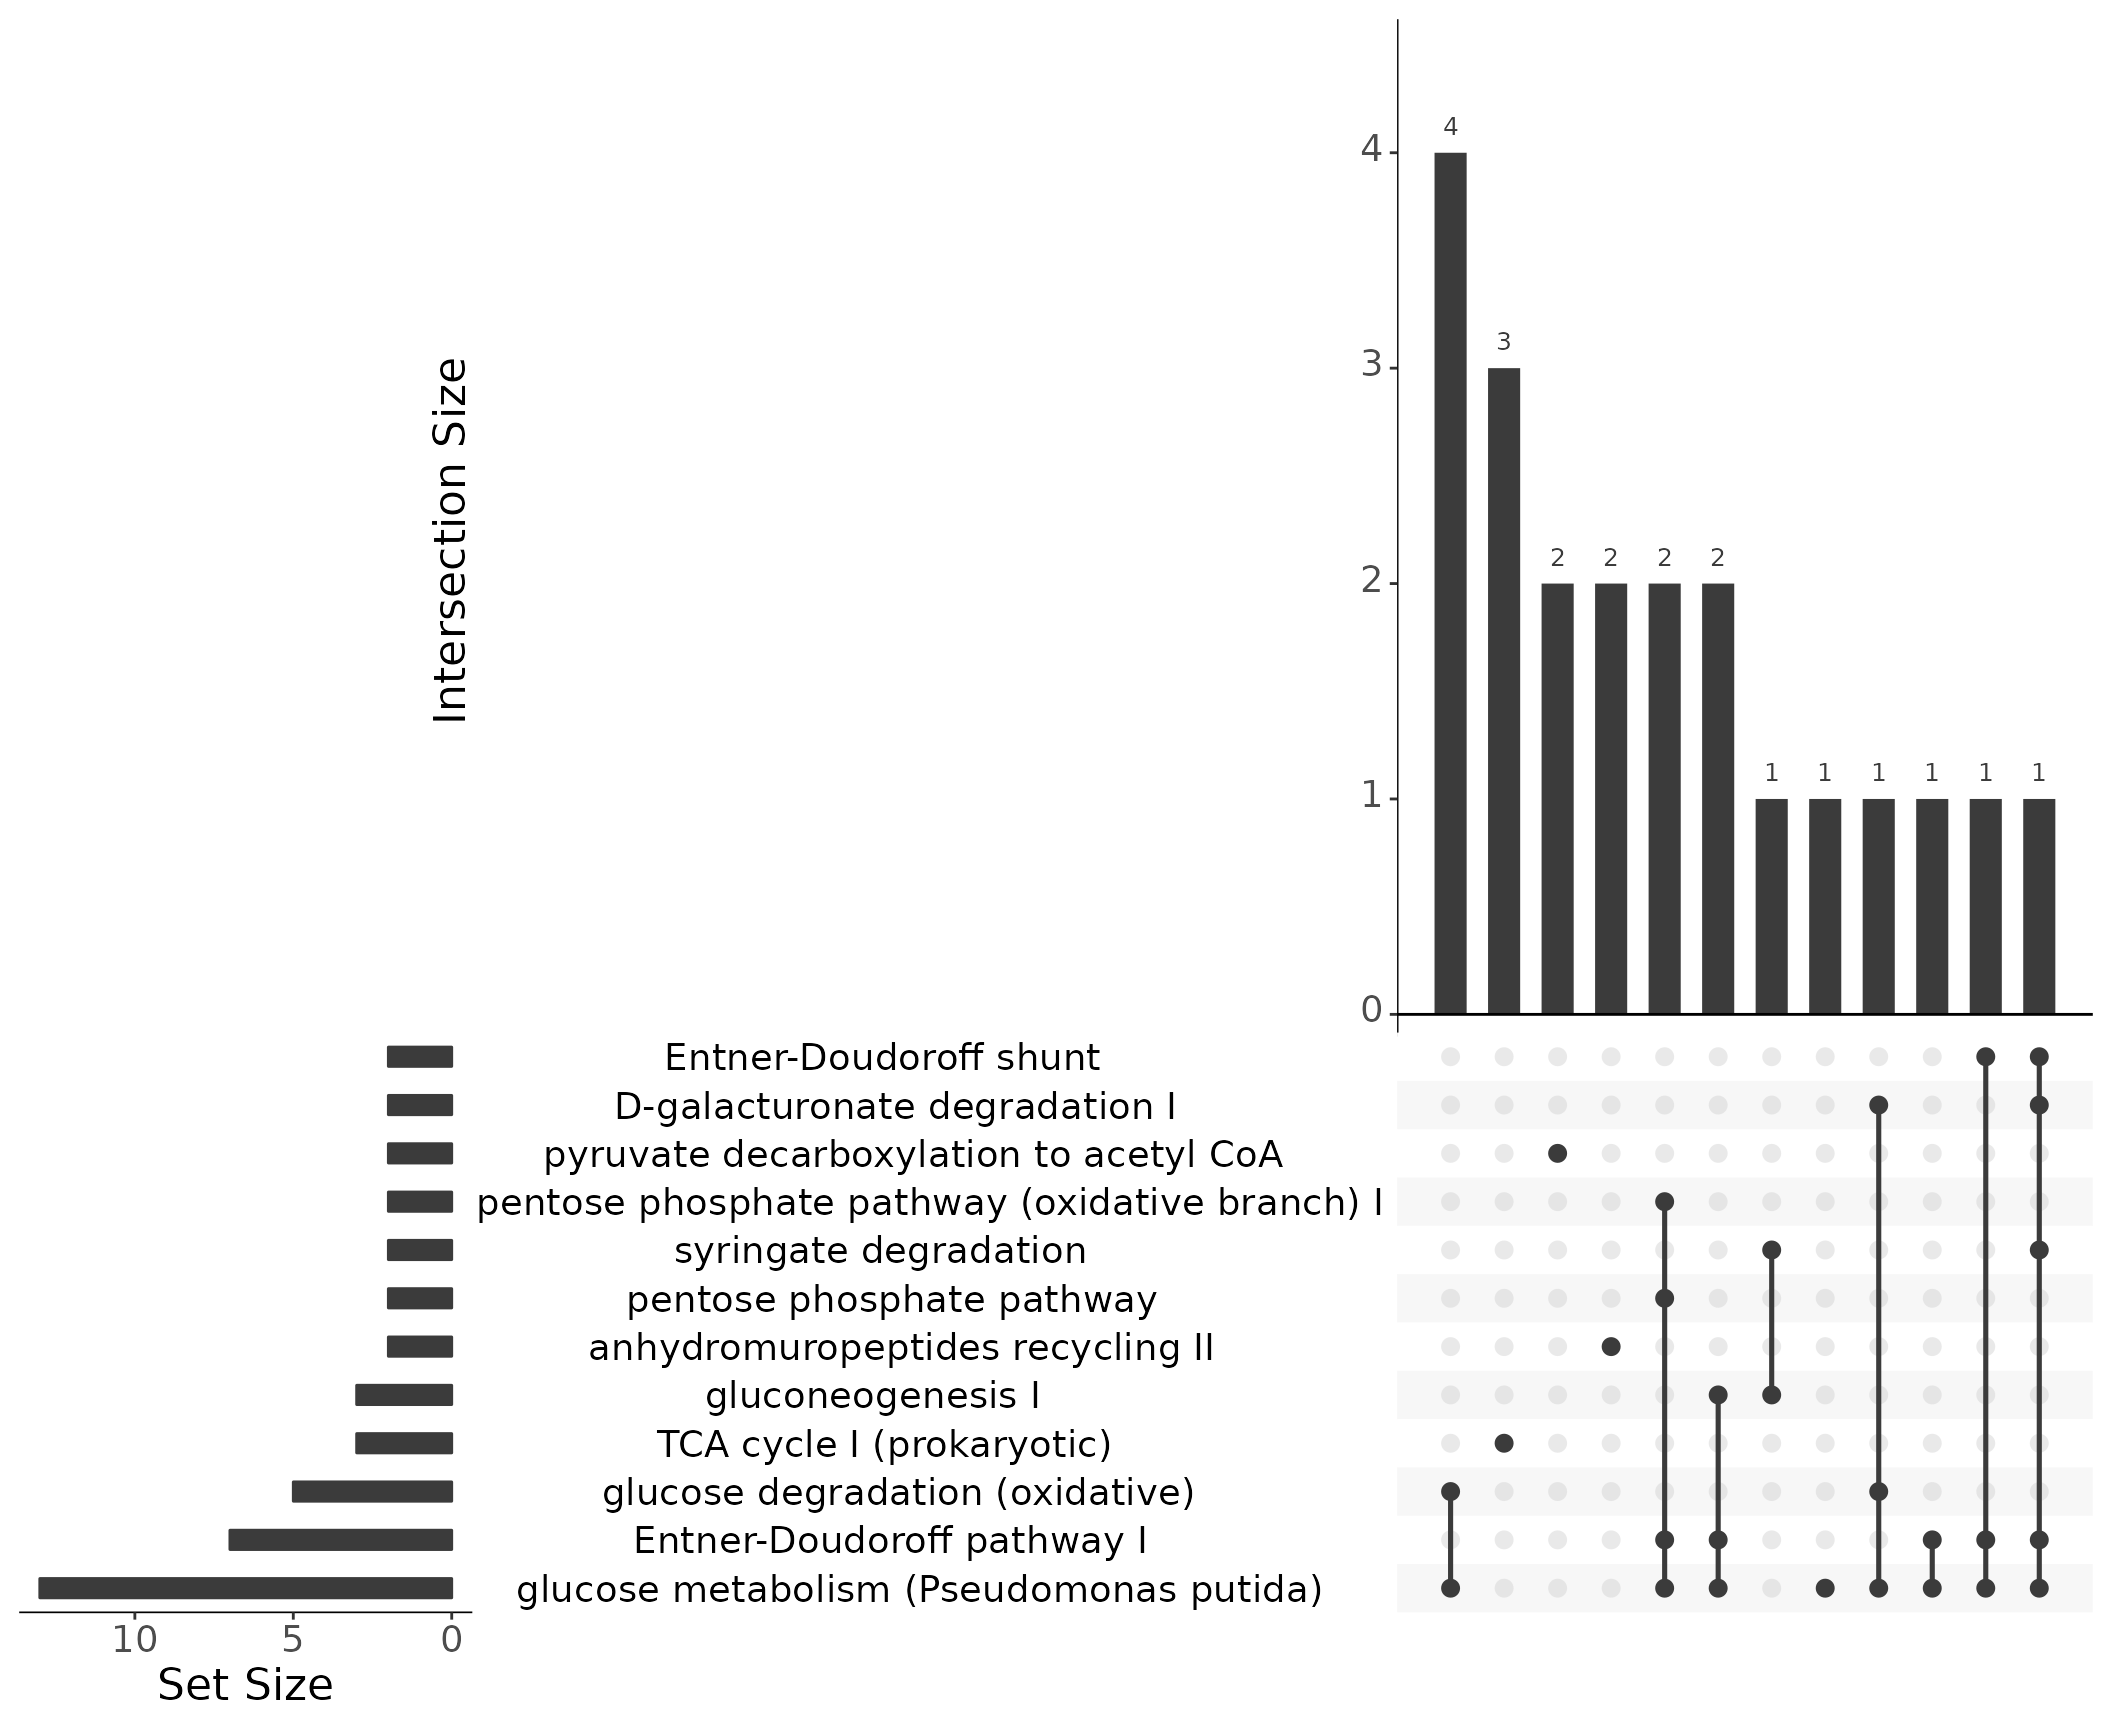 Intersection Size
4
3
2
1
0
4
3
2
2
2
2
1
1
1
1
1
1
Entner-Doudoroff shunt
D-galacturonate degradation I
pyruvate decarboxylation to acetyl CoA
pentose phosphate pathway (oxidative branch) I
syringate degradation
pentose phosphate pathway
anhydromuropeptides recycling II
gluconeogenesis I
TCA cycle I (prokaryotic)
glucose degradation (oxidative)
Entner-Doudoroff pathway I
glucose metabolism (Pseudomonas putida)
10 5 0
Set Size